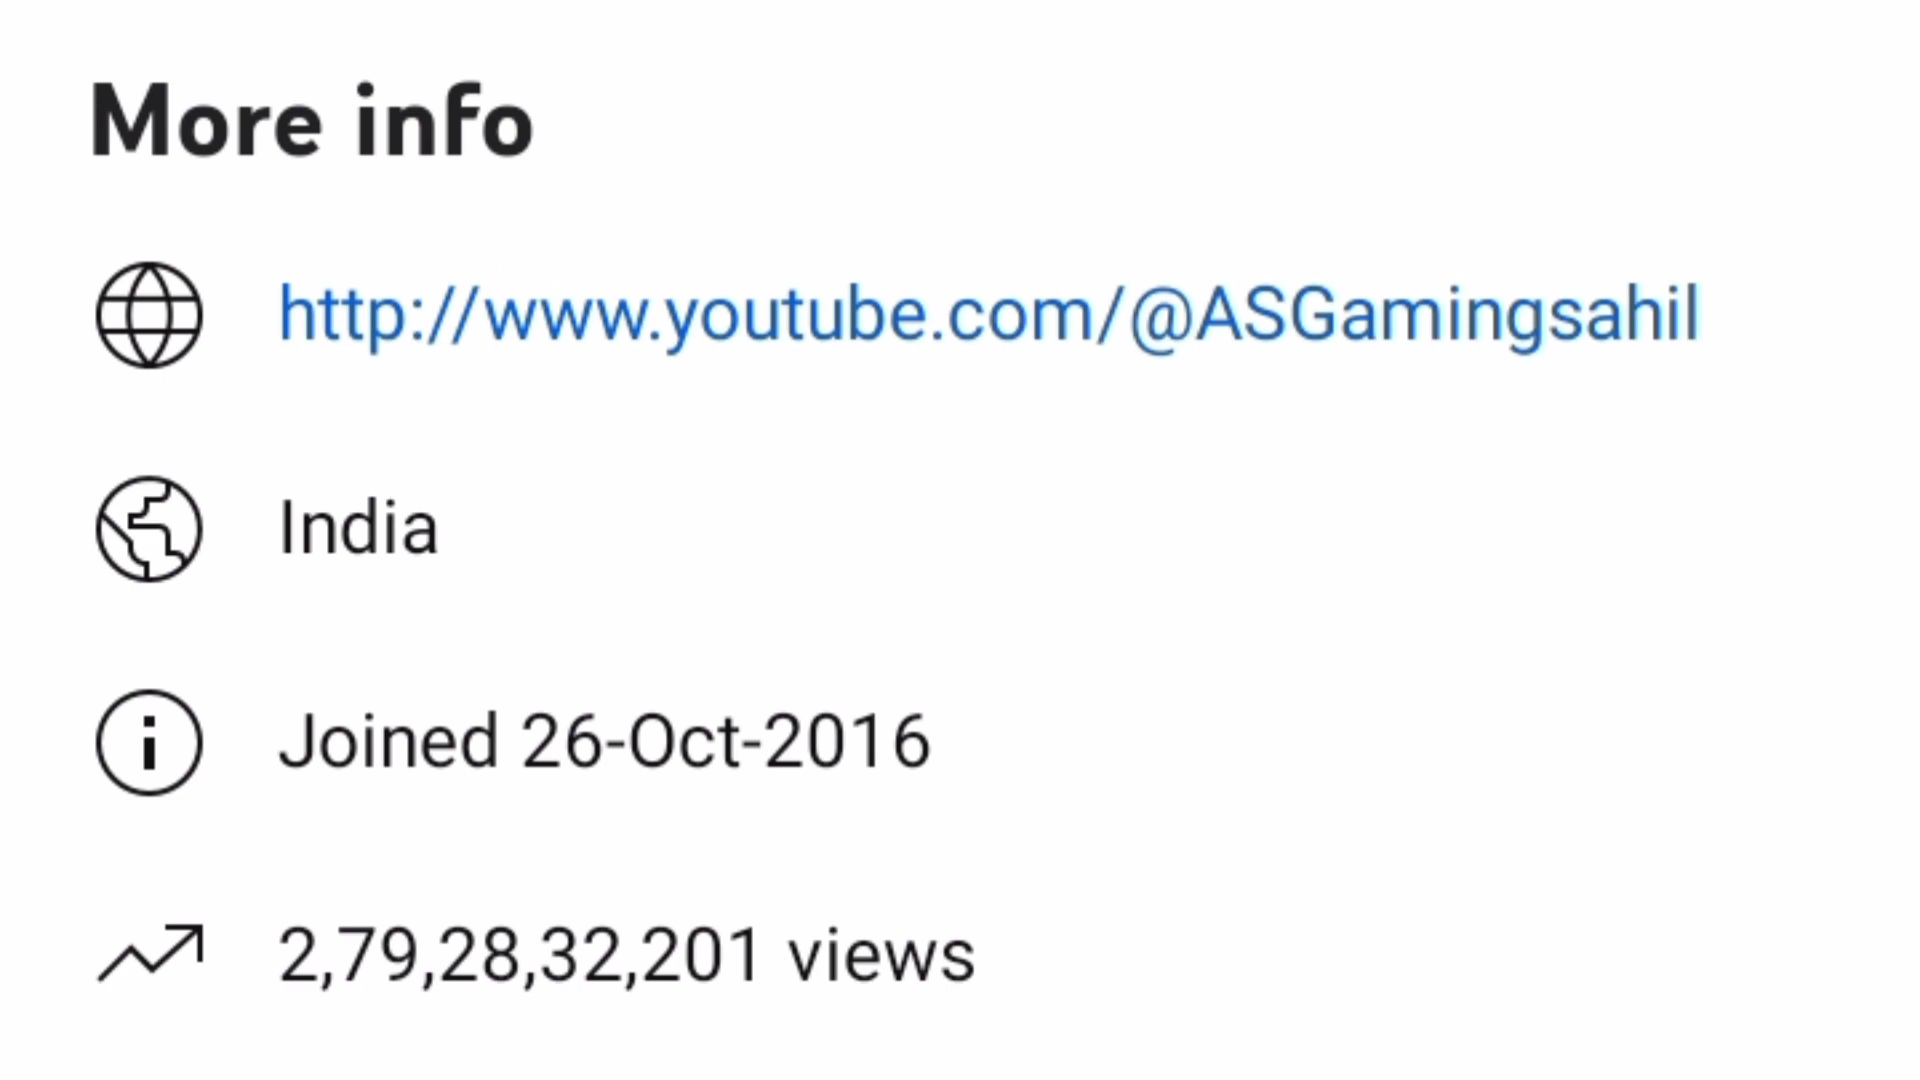 More info
http://www.youtube.com/@ASGamingsahil
India
Joined 26-Oct-2016
2,79,28,32,201 views